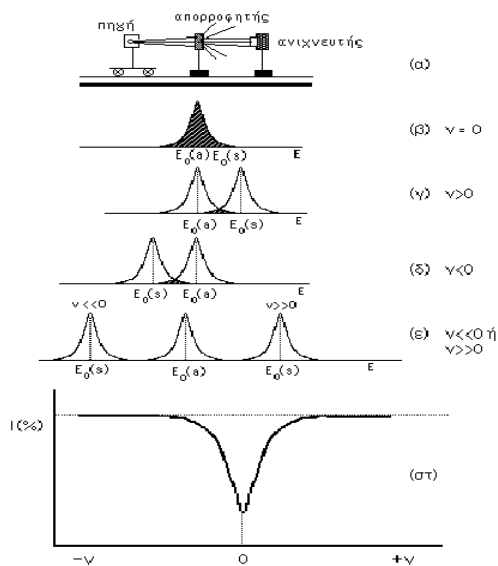 πηγή
απορροφητής
ανιχνευτής
(α)
(β) v = 0
E₀(a) E₀(s) E
(γ) v>0
E₀(a) E₀(s) E
(δ) v<0
E₀(s) E₀(a) E
v<<0 v>>0
(ε) v<<0 ή
v>>0
E₀(s) E₀(a) E₀(s) E
I(%)
(στ)
-v 0 +v